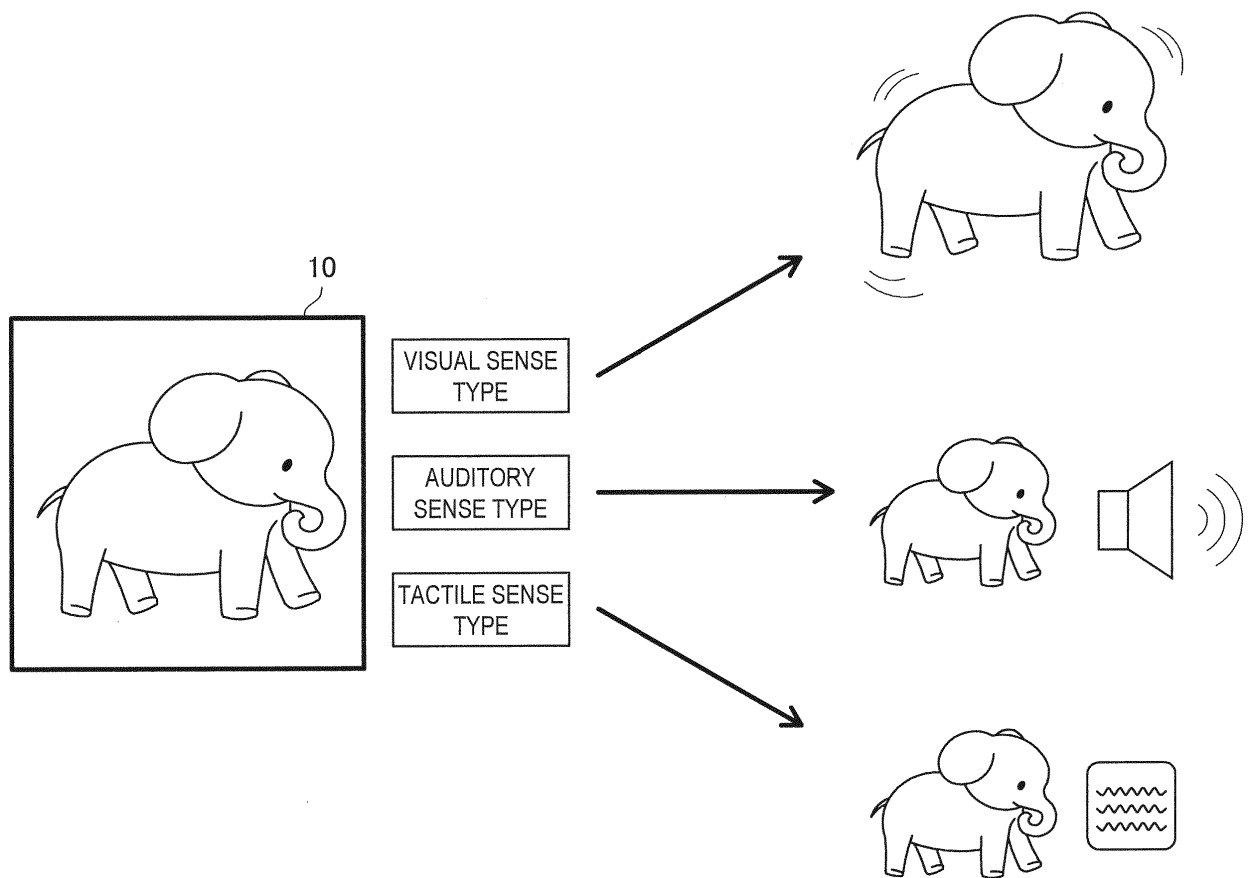 10
VISUAL SENSE
TYPE
AUDITORY
SENSE TYPE
TACTILE SENSE
TYPE